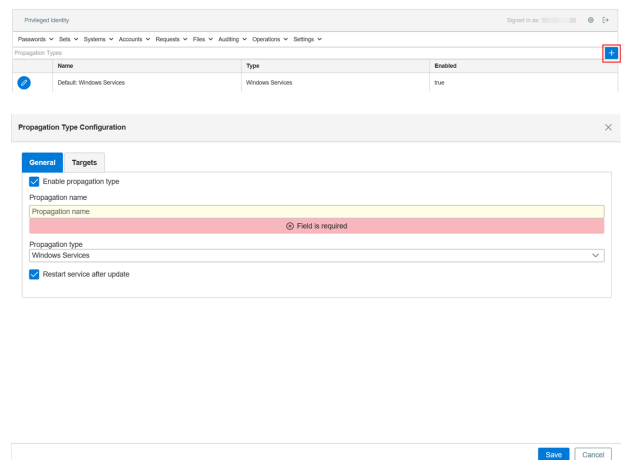 Privileged Identity
Signed in as:
Passwords Sets Systems Accounts Requests Files Auditing Operations Settings
Propagation Types
+
Name Type Enabled
Default: Windows Services Windows Services true
Propagation Type Configuration
General Targets
Enable propagation type
Propagation name
Propagation name
Field is required
Propagation type
Windows Services
Restart service after update
Save Cancel